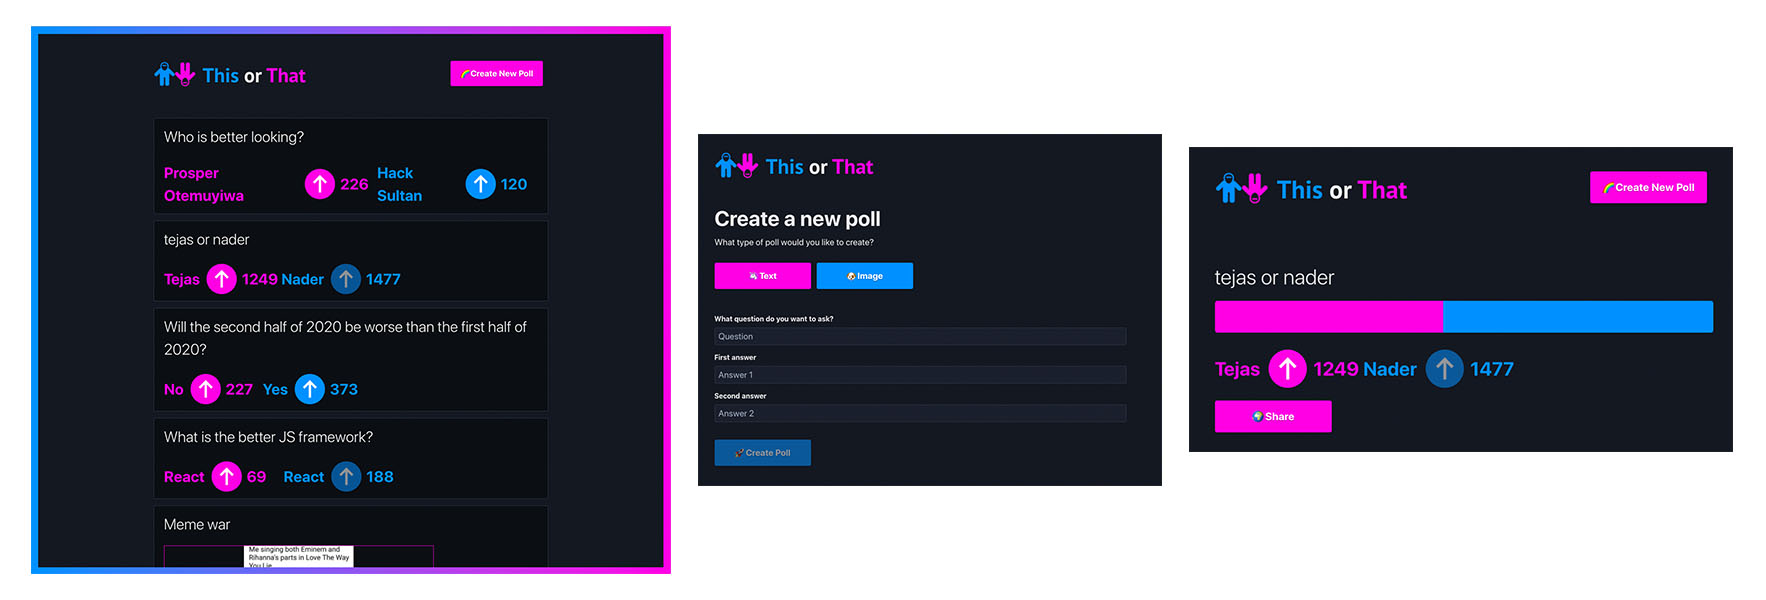 This or That
Create New Poll
Who is better looking?
Prosper Otemuyiwa 226 Hack Sultan 120
tejas or nader
Tejas 1249 Nader 1477
Will the second half of 2020 be worse than the first half of
2020?
No 227 Yes 373
What is the better JS framework?
React 69 React 188
Meme war
Me singing both Eminem and
Rihanna's parts in Love The Way
You Lie
This or That
Create a new poll
What type of poll would you like to create?
Text Image
What question do you want to ask?
Question
First answer
Answer 1
Second answer
Answer 2
Create Poll
This or That
Create New Poll
tejas or nader
Tejas 1249 Nader 1477
Share